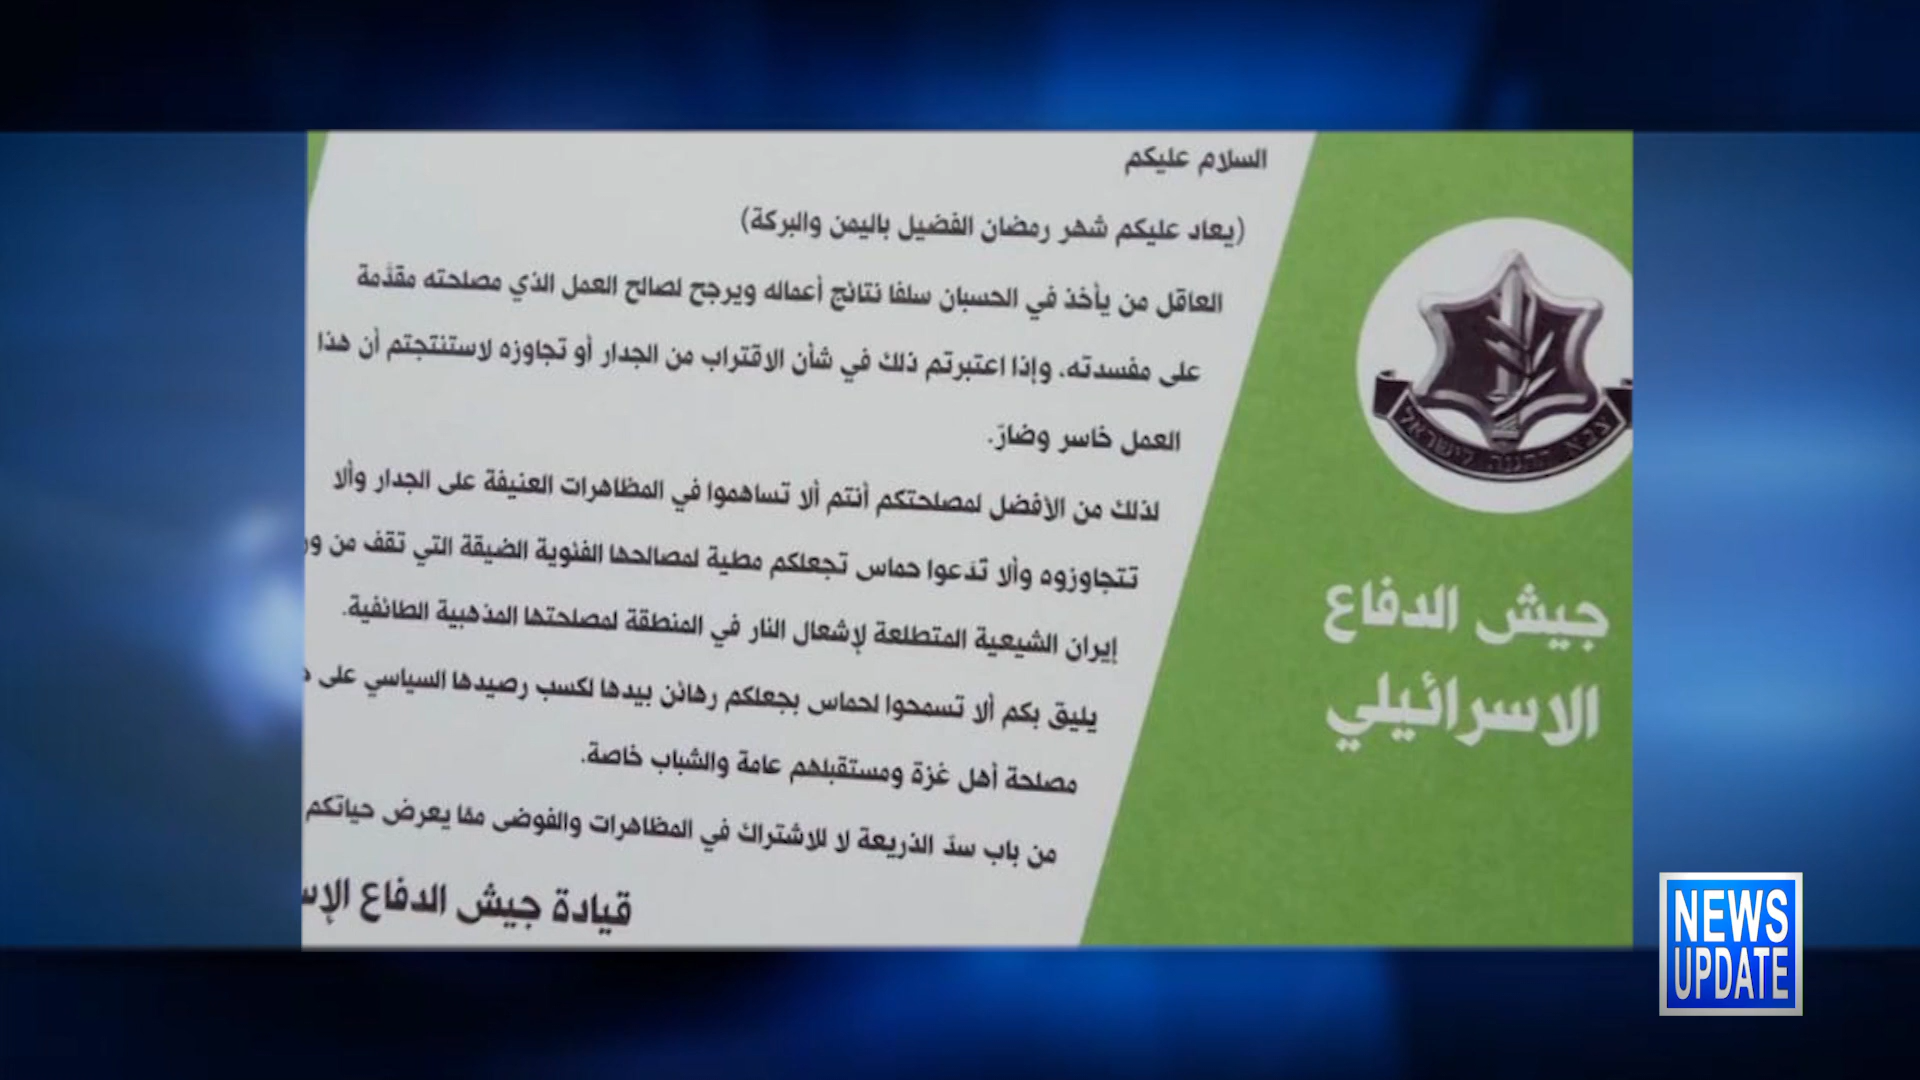 السلام عليكم
(يعاد عليكم شهر رمضان الفضيل باليمن والبركة)
العاقل من يأخذ في الحسبان سلفا نتائج أعماله ويرجح لصالح العمل الذي مصلحته مقدَّمة
على مفسدته. وإذا اعتبرتم ذلك في شأن الاقتراب من الجدار أو تجاوزه لاستنتجتم أن هذا
العمل خاسر وضارّ.
لذلك من الأفضل لمصلحتكم أنتم ألا تساهموا في المظاهرات العنيفة على الجدار وألا
تتجاوزوه وألا تدَعوا حماس تجعلكم مطية لمصالحها الفئوية الضيقة التي تقف من
إيران الشيعية المتطلعة لإشعال النار في المنطقة لمصلحتها المذهبية الطائفية.
يليق بكم ألا تسمحوا لحماس بجعلكم رهائن بيدها لكسب رصيدها السياسي على
مصلحة أهل غزة ومستقبلهم عامة والشباب خاصة.
من باب سدّ الذريعة لا للاشتراك في المظاهرات والفوضى ممّا يعرض حياتكم
قيادة جيش الدفاع
צבא ההגנה לישראל
جيش الدفاع
الاسرائيلي
NEWS
UPDATE